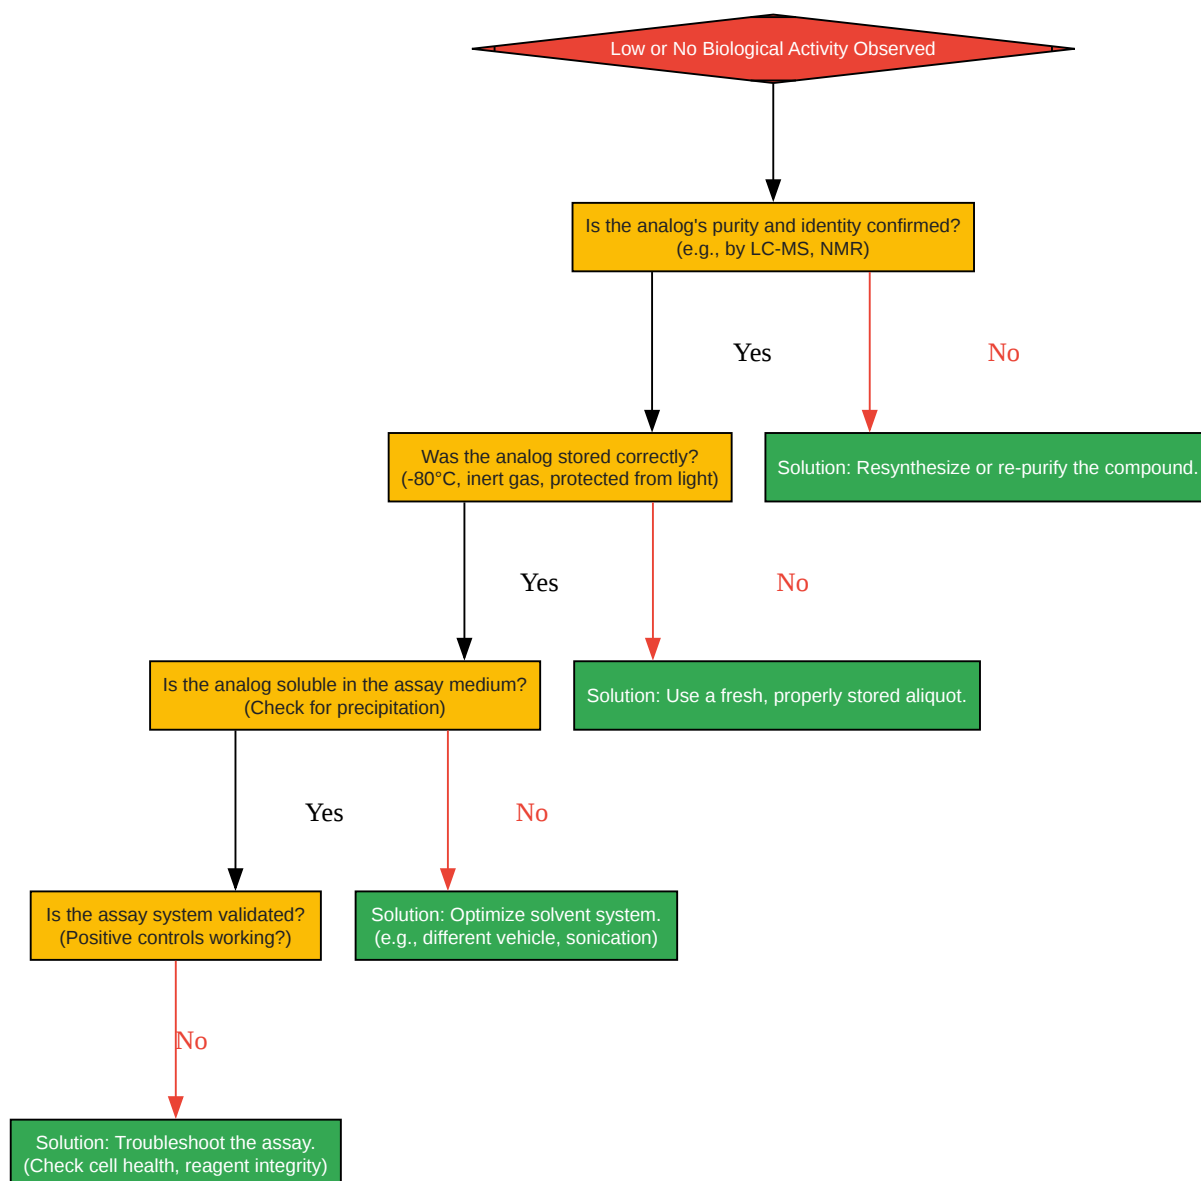 Low or No Biological Activity Observed
Is the analog's purity and identity confirmed?
(e.g., by LC-MS, NMR)
Yes
No
Was the analog stored correctly?
(-80°C, inert gas, protected from light)
Solution: Resynthesize or re-purify the compound.
Yes
No
Is the analog soluble in the assay medium?
(Check for precipitation)
Solution: Use a fresh, properly stored aliquot.
Yes
No
Is the assay system validated?
(Positive controls working?)
Solution: Optimize solvent system.
(e.g., different vehicle, sonication)
No
Solution: Troubleshoot the assay.
(Check cell health, reagent integrity)